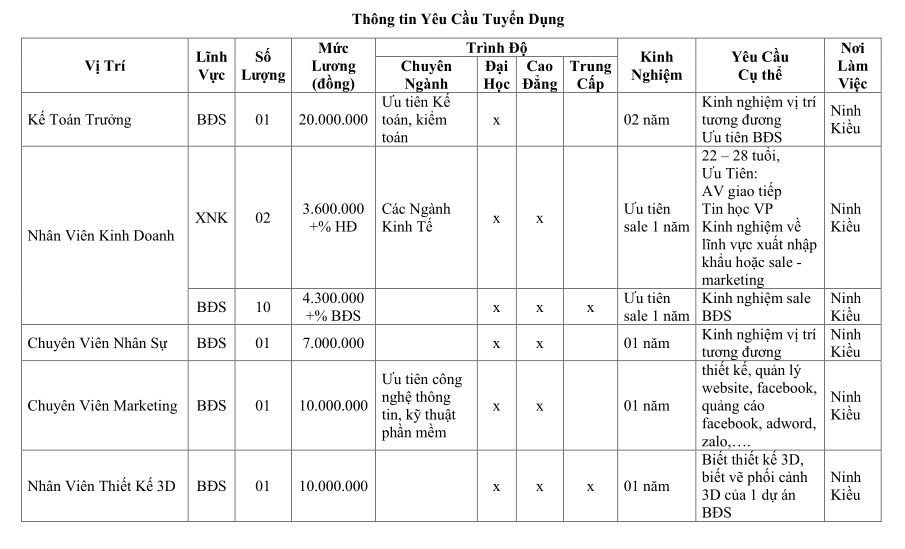 Thông tin Yêu Cầu Tuyển Dụng
Vị Trí
Lĩnh
Vực
Số
Lượng
Mức
Lương
(đồng)
Trình Độ
Chuyên
Ngành
Đại
Học
Cao
Đẳng
Trung
Cấp
Kinh
Nghiệm
Yêu Cầu
Cụ thể
Nơi
Làm
Việc
Kế Toán Trưởng
BĐS
01
20.000.000
Ưu tiên Kế
toán, kiểm
toán
x
02 năm
Kinh nghiệm vị trí
tương đương
Ưu tiên BĐS
Ninh
Kiều
Nhân Viên Kinh Doanh
XNK
02
3.600.000
+% HĐ
Các Ngành
Kinh Tế
x
x
Ưu tiên
sale 1 năm
22 – 28 tuổi,
Ưu Tiên:
AV giao tiếp
Tin học VP
Kinh nghiệm về
lĩnh vực xuất nhập
khẩu hoặc sale -
marketing
Ninh
Kiều
BĐS
10
4.300.000
+% BĐS
x
x
x
Ưu tiên
sale 1 năm
Kinh nghiệm sale
BĐS
Ninh
Kiều
Chuyên Viên Nhân Sự
BĐS
01
7.000.000
x
x
01 năm
Kinh nghiệm vị trí
tương đương
Ninh
Kiều
Chuyên Viên Marketing
BĐS
01
10.000.000
Ưu tiên công
nghệ thông
tin, kỹ thuật
phần mềm
x
x
01 năm
thiết kế, quản lý
website, facebook,
quảng cáo
facebook, adword,
zalo,….
Ninh
Kiều
Nhân Viên Thiết Kế 3D
BĐS
01
10.000.000
x
x
x
01 năm
Biết thiết kế 3D,
biết vẽ phối cảnh
3D của 1 dự án
BĐS
Ninh
Kiều